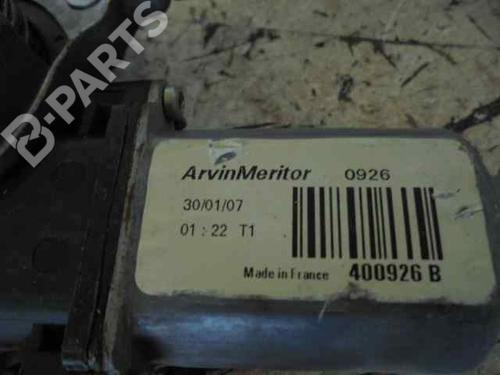 B-PARTS
ArvinMeritor 0926
30/01/07
01 : 22 T1
Made in France 400926 B